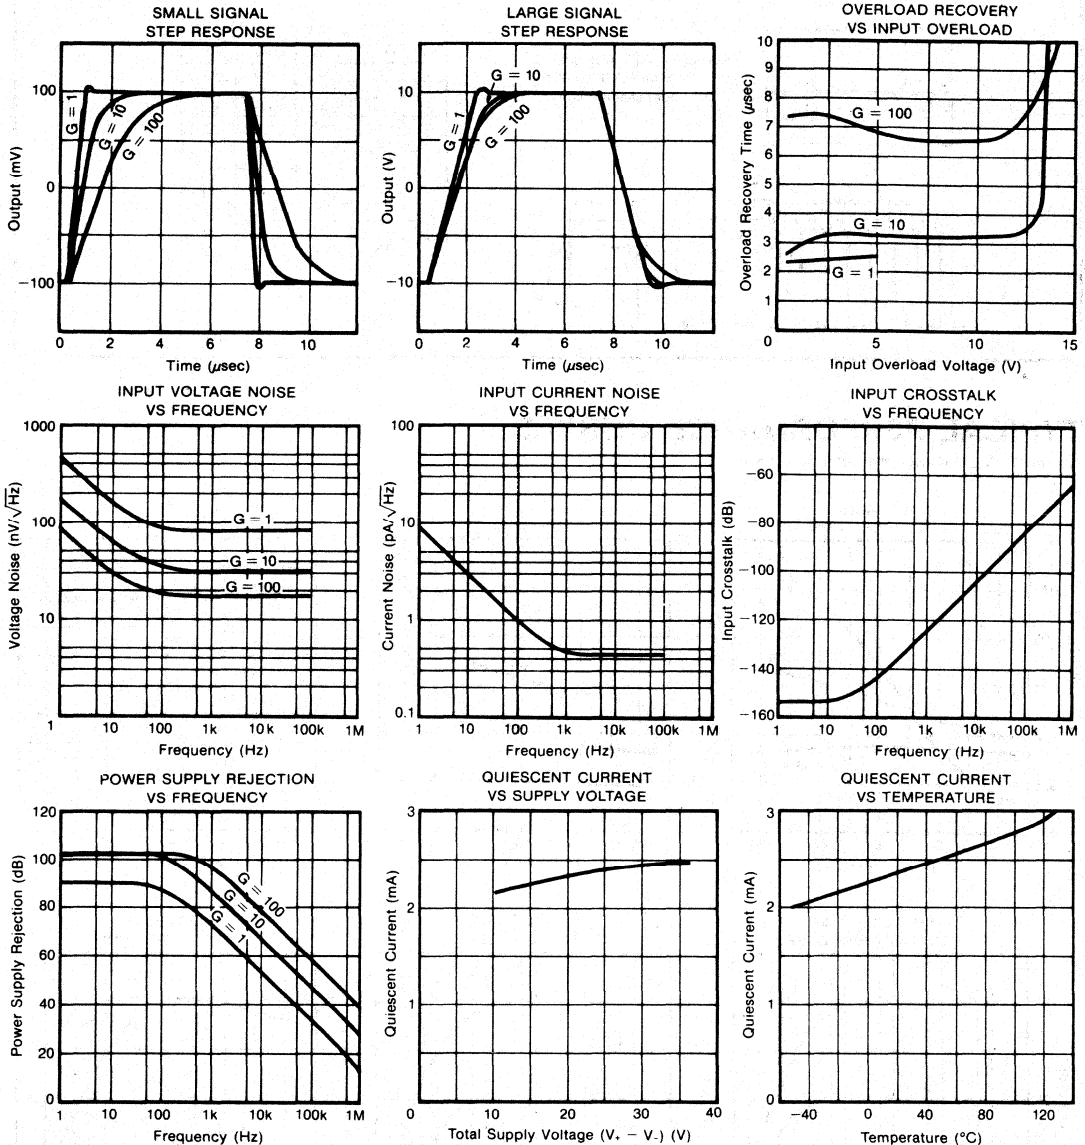 SMALL SIGNAL
STEP RESPONSE
100
0
−100
Output (mV)
G = 1
G = 10
G = 100
0
2
4
6
8
10
Time (μsec)
LARGE SIGNAL
STEP RESPONSE
10
0
−10
Output (V)
G = 1
G = 10
G = 100
0
2
4
6
8
10
Time (μsec)
OVERLOAD RECOVERY
VS INPUT OVERLOAD
10
9
8
7
6
5
4
3
2
1
0
Overload Recovery Time (μsec)
G = 100
G = 10
G = 1
0
5
10
15
Input Overload Voltage (V)
INPUT VOLTAGE NOISE
VS FREQUENCY
1000
100
10
1
Voltage Noise (nV/√Hz)
G = 1
G = 10
G = 100
10
100
1k
10k
100k
1M
Frequency (Hz)
INPUT CURRENT NOISE
VS FREQUENCY
100
10
1
0.1
Current Noise (pA/√Hz)
1
10
100
1k
10k
100k
1M
Frequency (Hz)
INPUT CROSSTALK
VS FREQUENCY
−60
−80
−100
−120
−140
−160
Input Crosstalk (dB)
1
10
100
1k
10k
100k
1M
Frequency (Hz)
POWER SUPPLY REJECTION
VS FREQUENCY
120
100
80
60
40
20
0
Power Supply Rejection (dB)
G = 100
G = 10
G = 1
1
10
100
1k
10k
100k
1M
Frequency (Hz)
QUIESCENT CURRENT
VS SUPPLY VOLTAGE
3
2
1
0
Quiescent Current (mA)
10
20
30
40
Total Supply Voltage (V₊ − V₋) (V)
QUIESCENT CURRENT
VS TEMPERATURE
3
2
1
0
Quiescent Current (mA)
−40
0
40
80
120
Temperature (°C)